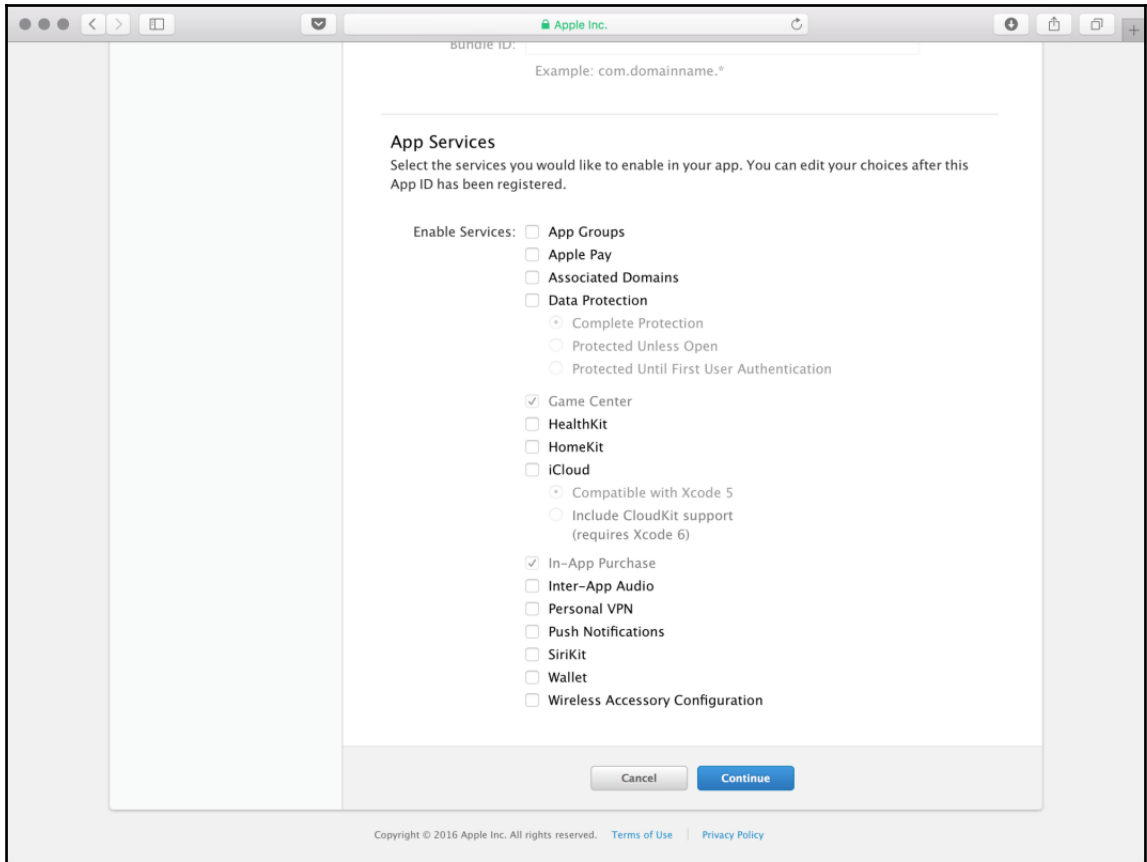 Apple Inc.
Bundle ID:
Example: com.domainname.*
App Services
Select the services you would like to enable in your app. You can edit your choices after this
App ID has been registered.
Enable Services: App Groups
Apple Pay
Associated Domains
Data Protection
Complete Protection
Protected Unless Open
Protected Until First User Authentication
Game Center
HealthKit
HomeKit
iCloud
Compatible with Xcode 5
Include CloudKit support
(requires Xcode 6)
In-App Purchase
Inter-App Audio
Personal VPN
Push Notifications
SiriKit
Wallet
Wireless Accessory Configuration
Cancel Continue
Copyright © 2016 Apple Inc. All rights reserved. Terms of Use | Privacy Policy